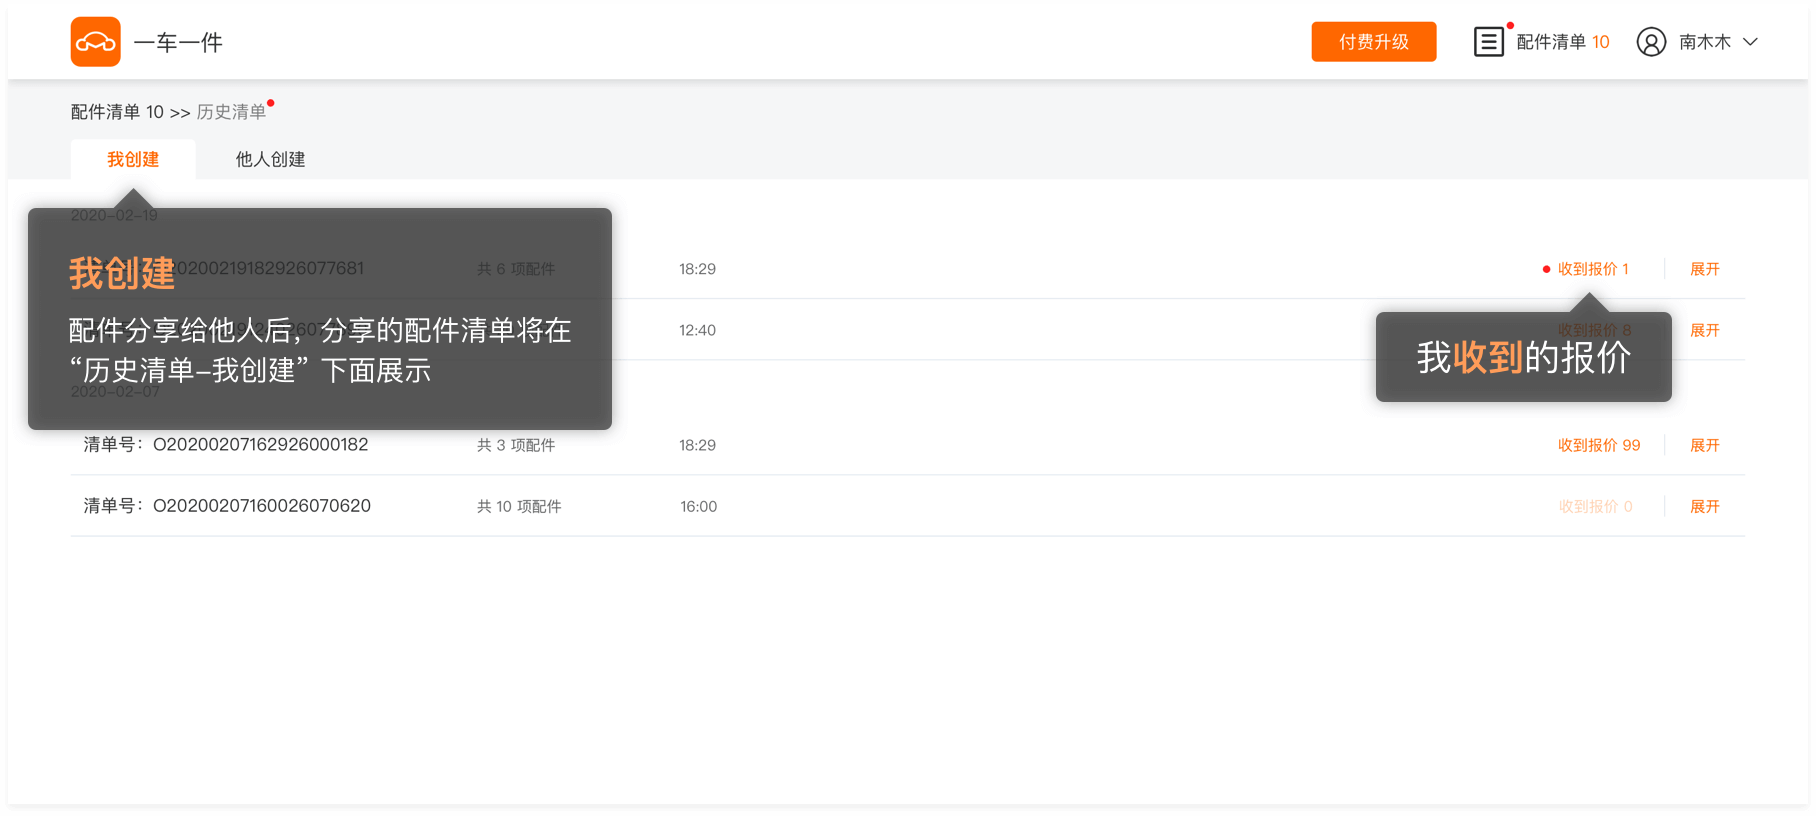 一车一件
付费升级
配件清单 10
南木木
配件清单 10 >> 历史清单
我创建 他人创建
2020-02-19
我创建
20200219182926077681 共 6 项配件 18:29 收到报价 1 展开
12:40 收到报价 8 展开
配件分享给他人后，分享的配件清单将在
“历史清单-我创建”下面展示
我收到的报价
2020-02-07
清单号：O20200207162926000182 共 3 项配件 18:29 收到报价 99 展开
清单号：O20200207160026070620 共 10 项配件 16:00 收到报价 0 展开